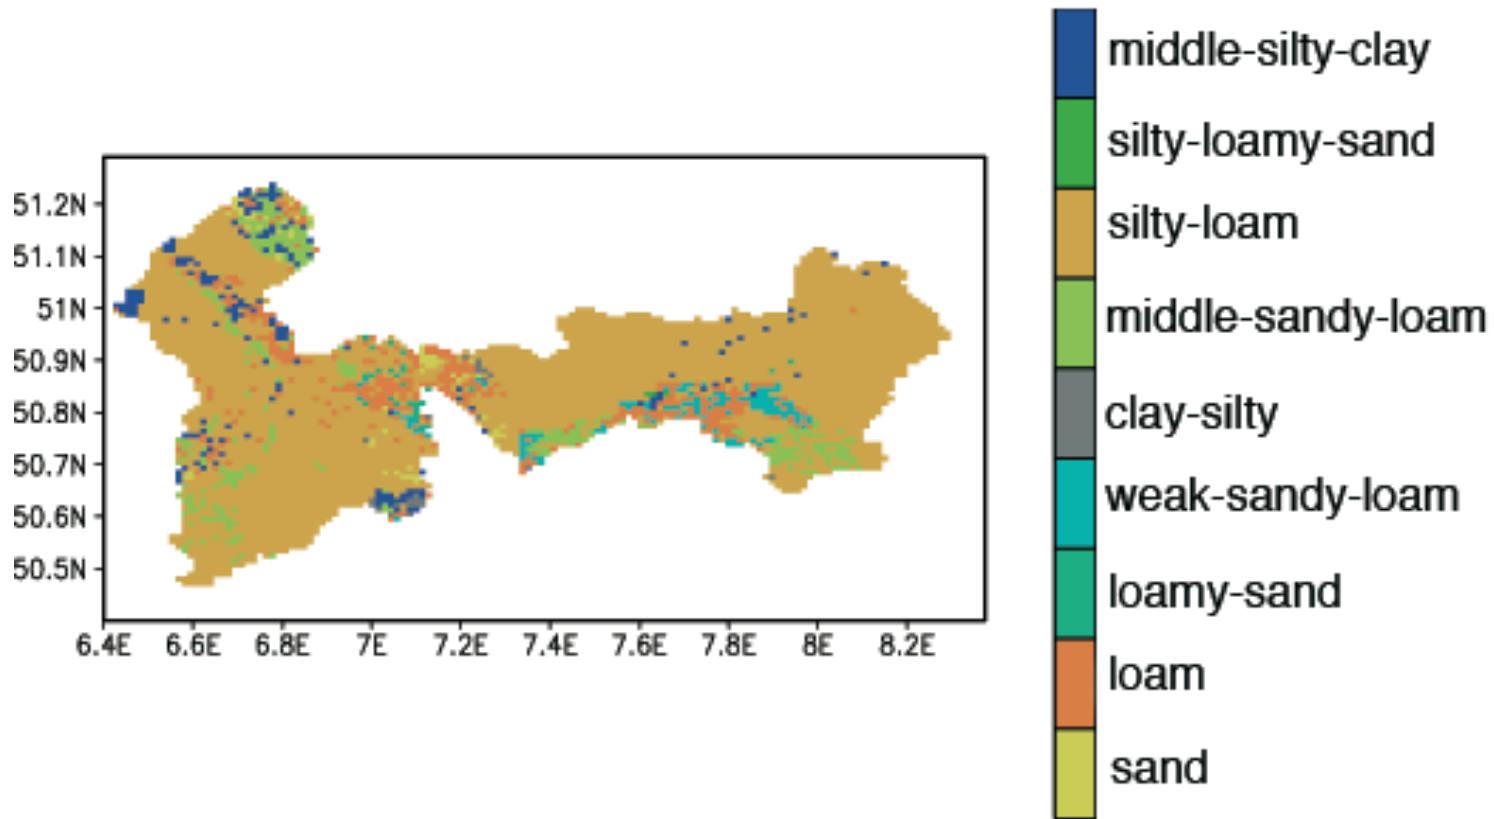 51.2N
51.1N
51N
50.9N
50.8N
50.7N
50.6N
50.5N
6.4E 6.6E 6.8E 7E 7.2E 7.4E 7.6E 7.8E 8E 8.2E
middle-silty-clay
silty-loamy-sand
silty-loam
middle-sandy-loam
clay-silty
weak-sandy-loam
loamy-sand
loam
sand